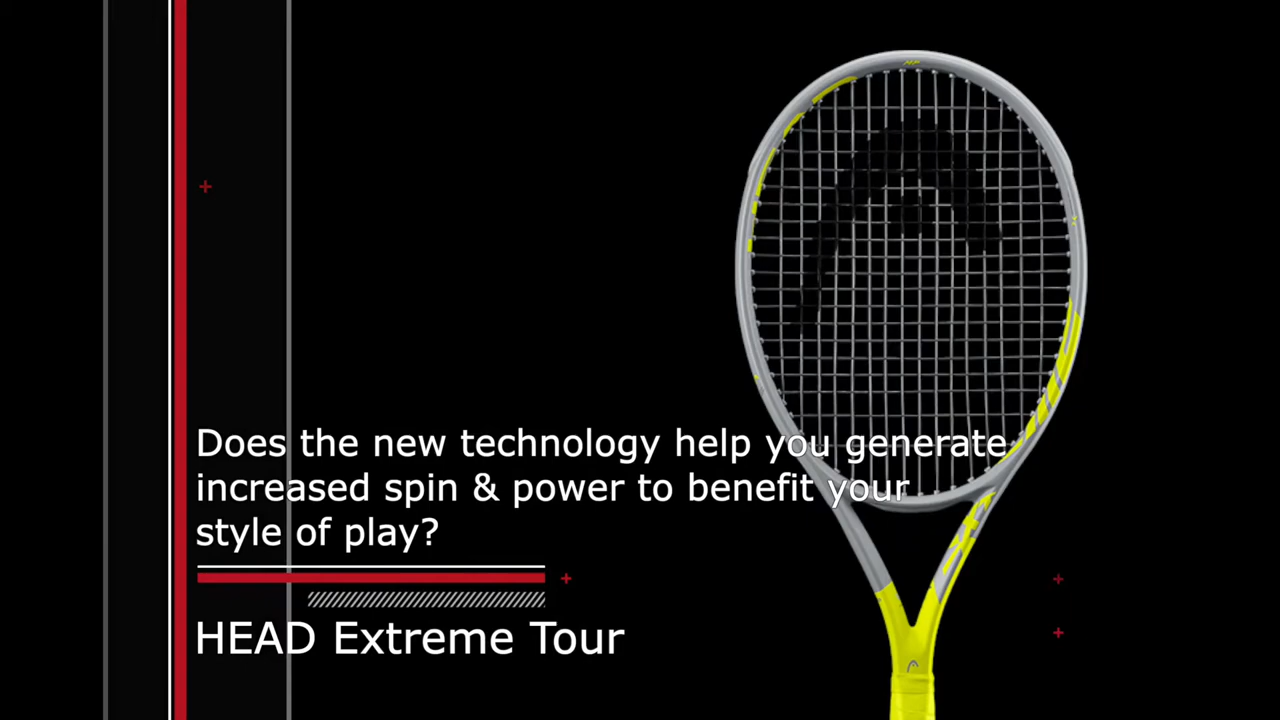 Does the new technology help you generate
increased spin & power to benefit your
style of play?
HEAD Extreme Tour